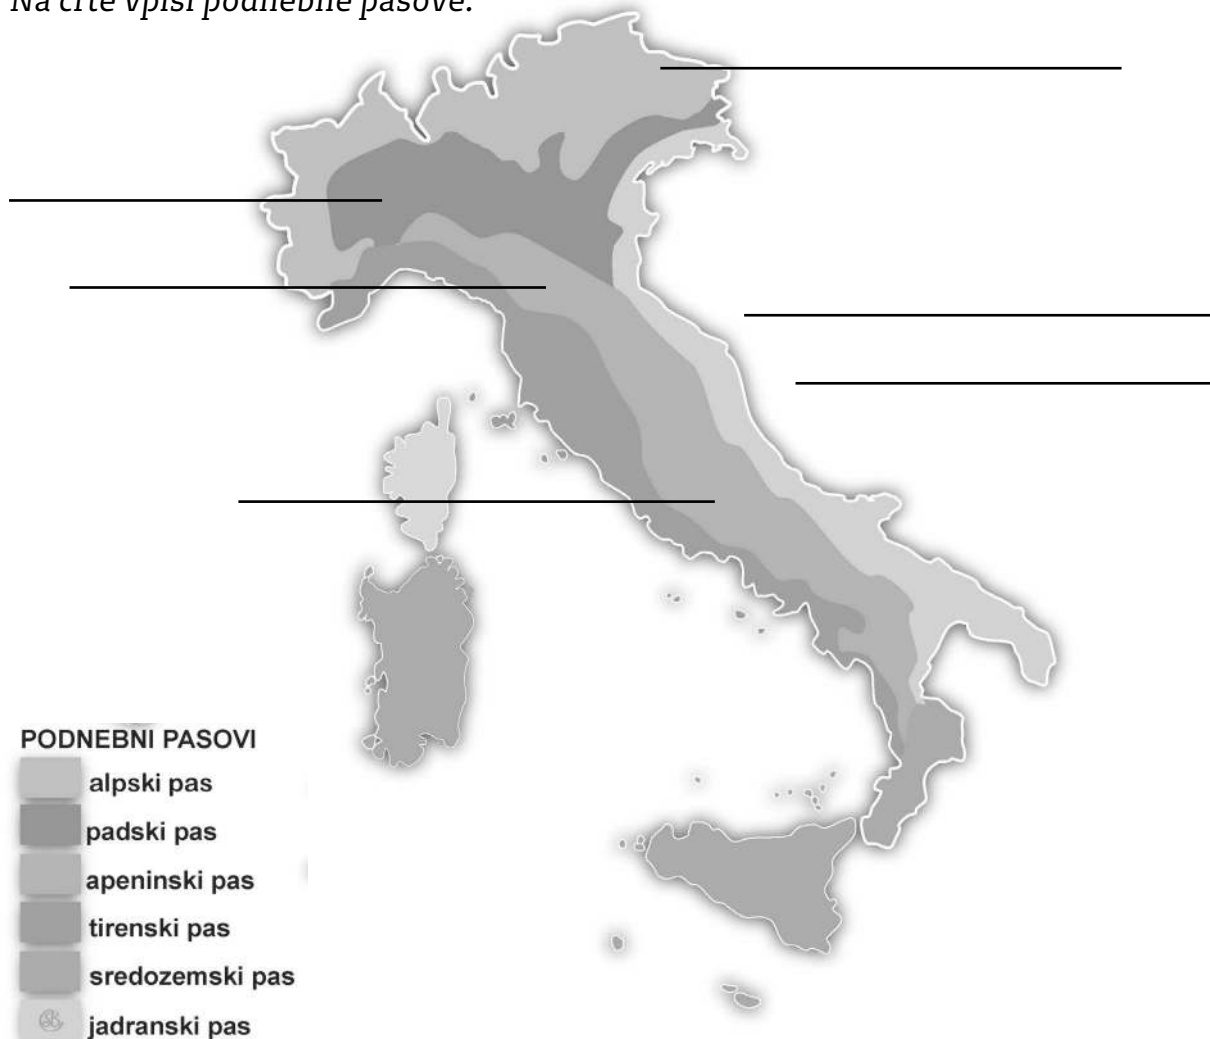 Na črte vpiši podnebne pasove.
PODNEBNI PASOVI
alpski pas
padski pas
apeninski pas
tirenski pas
sredozemski pas
jadranski pas